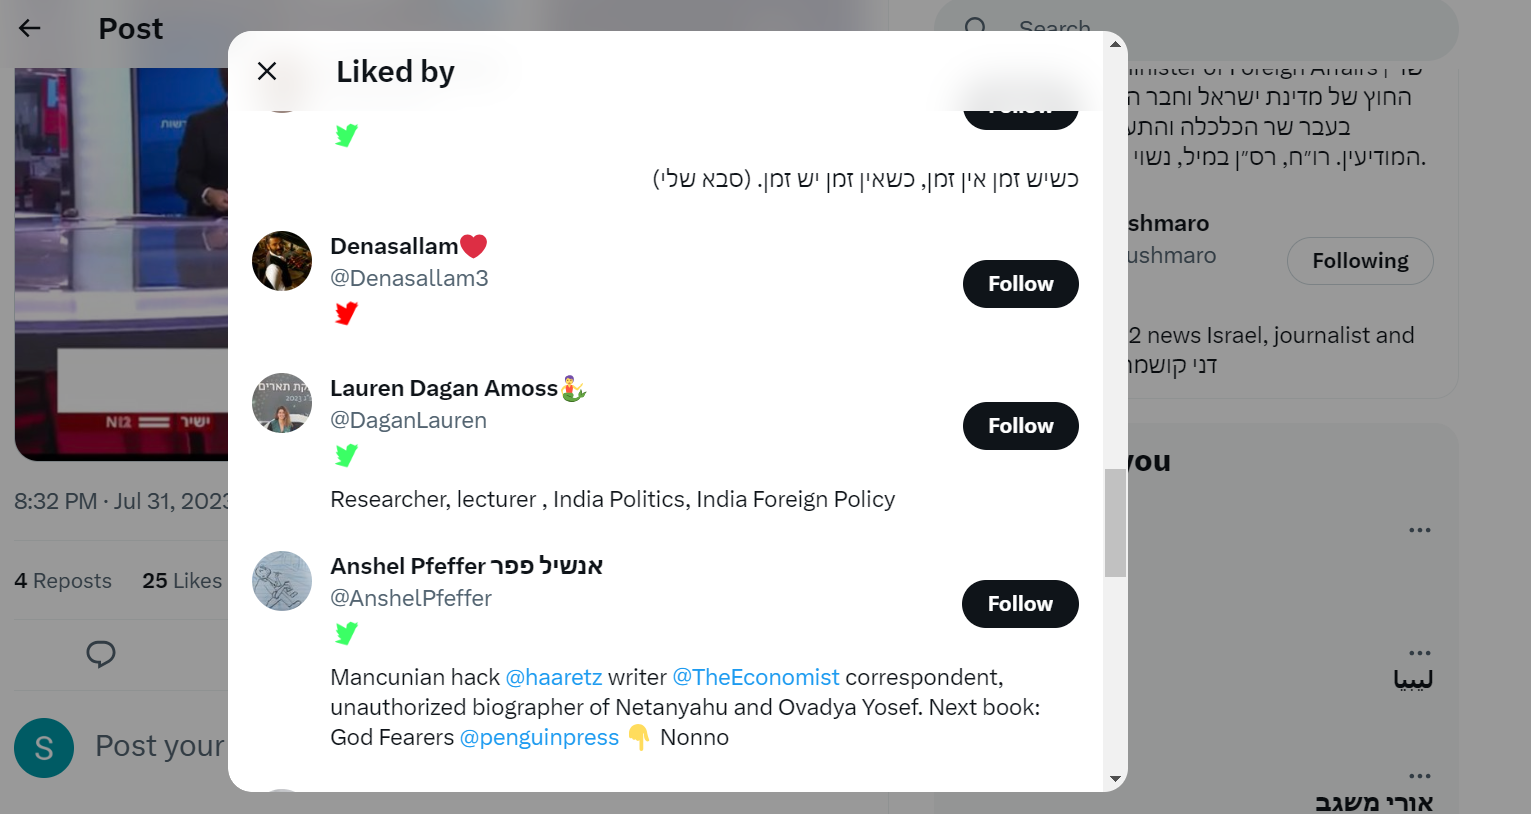 Post
Search
החוץ של מדינת ישראל וחבר ה
בעבר שר הכלכלה והתע
המודיעין. רו״ח, רס״ן במיל, נשוי
shmaro
ushmaro
Following
2 news Israel, journalist and
דני קושמר
you
ليبيا
אורי משגב
Liked by
Follow
כשיש זמן אין זמן, כשאין זמן יש זמן. (סבא שלי)
Denasallam❤️
@Denasallam3
Follow
Lauren Dagan Amoss🧜‍♂️
@DaganLauren
Follow
Researcher, lecturer , India Politics, India Foreign Policy
Anshel Pfeffer אנשיל פפר
@AnshelPfeffer
Follow
Mancunian hack @haaretz writer @TheEconomist correspondent,
unauthorized biographer of Netanyahu and Ovadya Yosef. Next book:
God Fearers @penguinpress 👇 Nonno
N12 ישיר
8:32 PM · Jul 31, 2023
4 Reposts 25 Likes
S
Post your